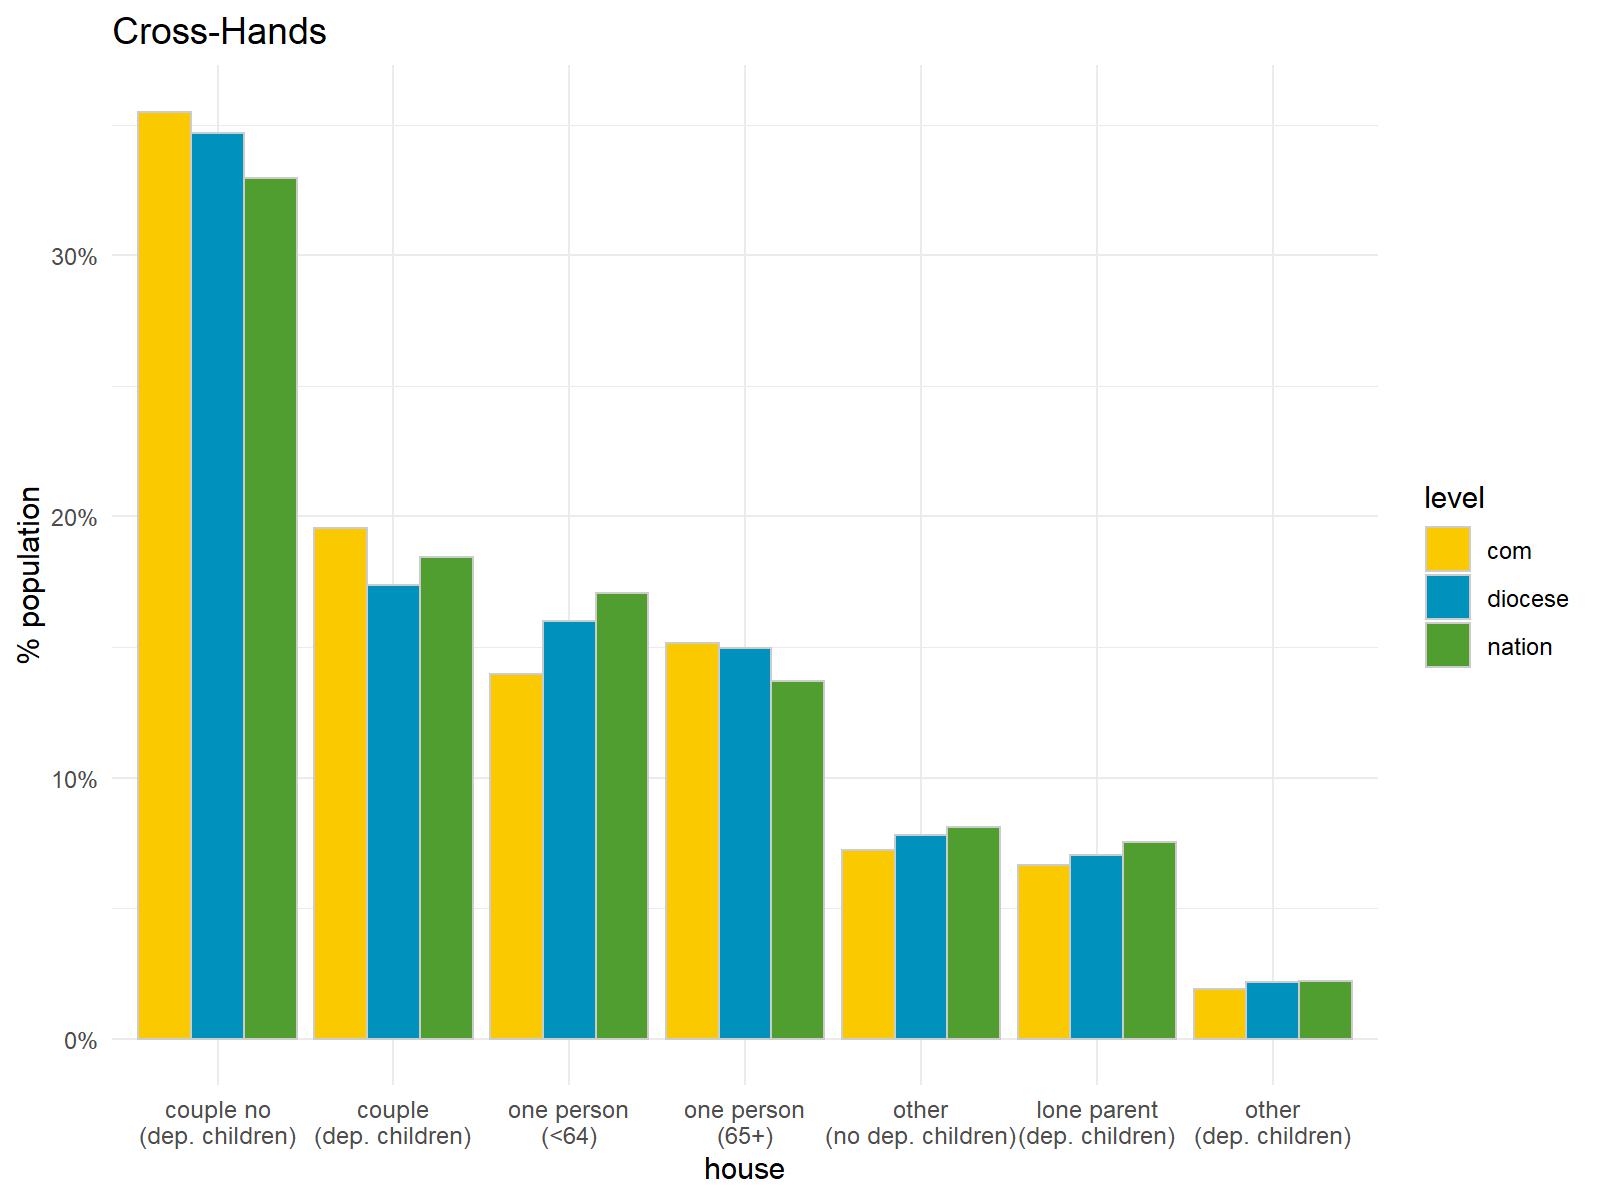 Cross-Hands
% population
30%
20%
10%
0%
couple no
(dep. children)
couple
(dep. children)
one person
(<64)
one person
(65+)
other
(no dep. children)
lone parent
(dep. children)
other
(dep. children)
house
level
com
diocese
nation